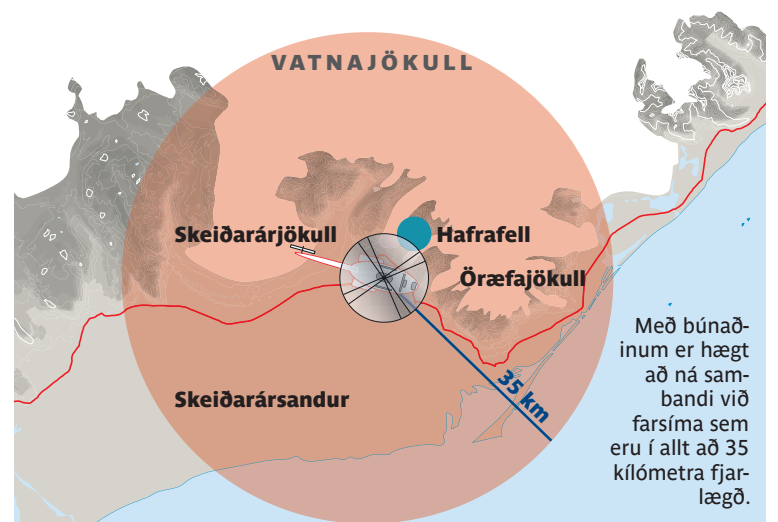 VATNAJÖKULL
Skeiðarárjökull
Hafrafell
Öræfajökull
Skeiðarársandur
35 km
Með búnað-
inum er hægt
að ná sam-
bandi við
farsíma sem
eru í allt að 35
kílómetra fjar-
lægð.